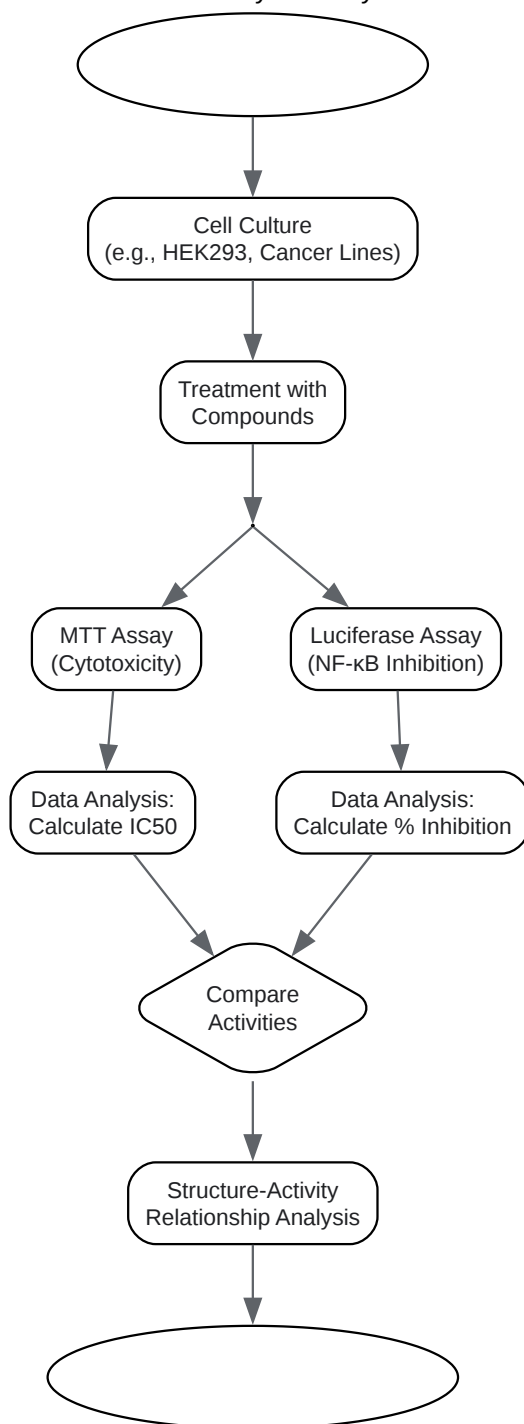 Cell Culture
(e.g., HEK293, Cancer Lines)
Treatment with
Compounds
MTT Assay
(Cytotoxicity)
Luciferase Assay
(NF-κB Inhibition)
Data Analysis:
Calculate IC50
Data Analysis:
Calculate % Inhibition
Compare
Activities
Structure-Activity
Relationship Analysis